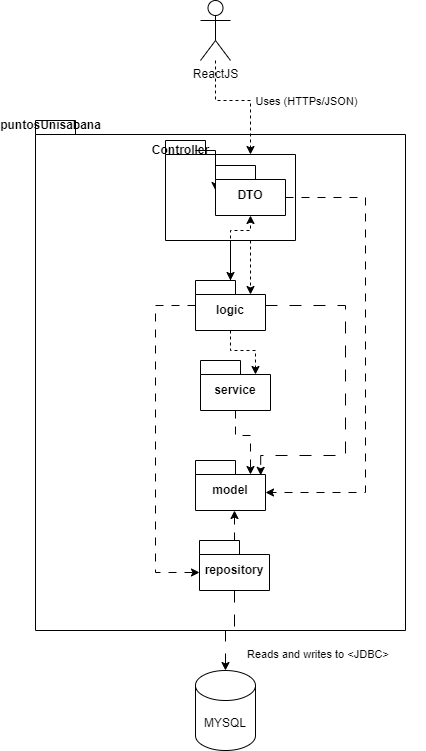 ReactJS
Uses (HTTPs/JSON)
puntosUnisabana
Controller
DTO
logic
service
model
repository
Reads and writes to <JDBC>
MYSQL